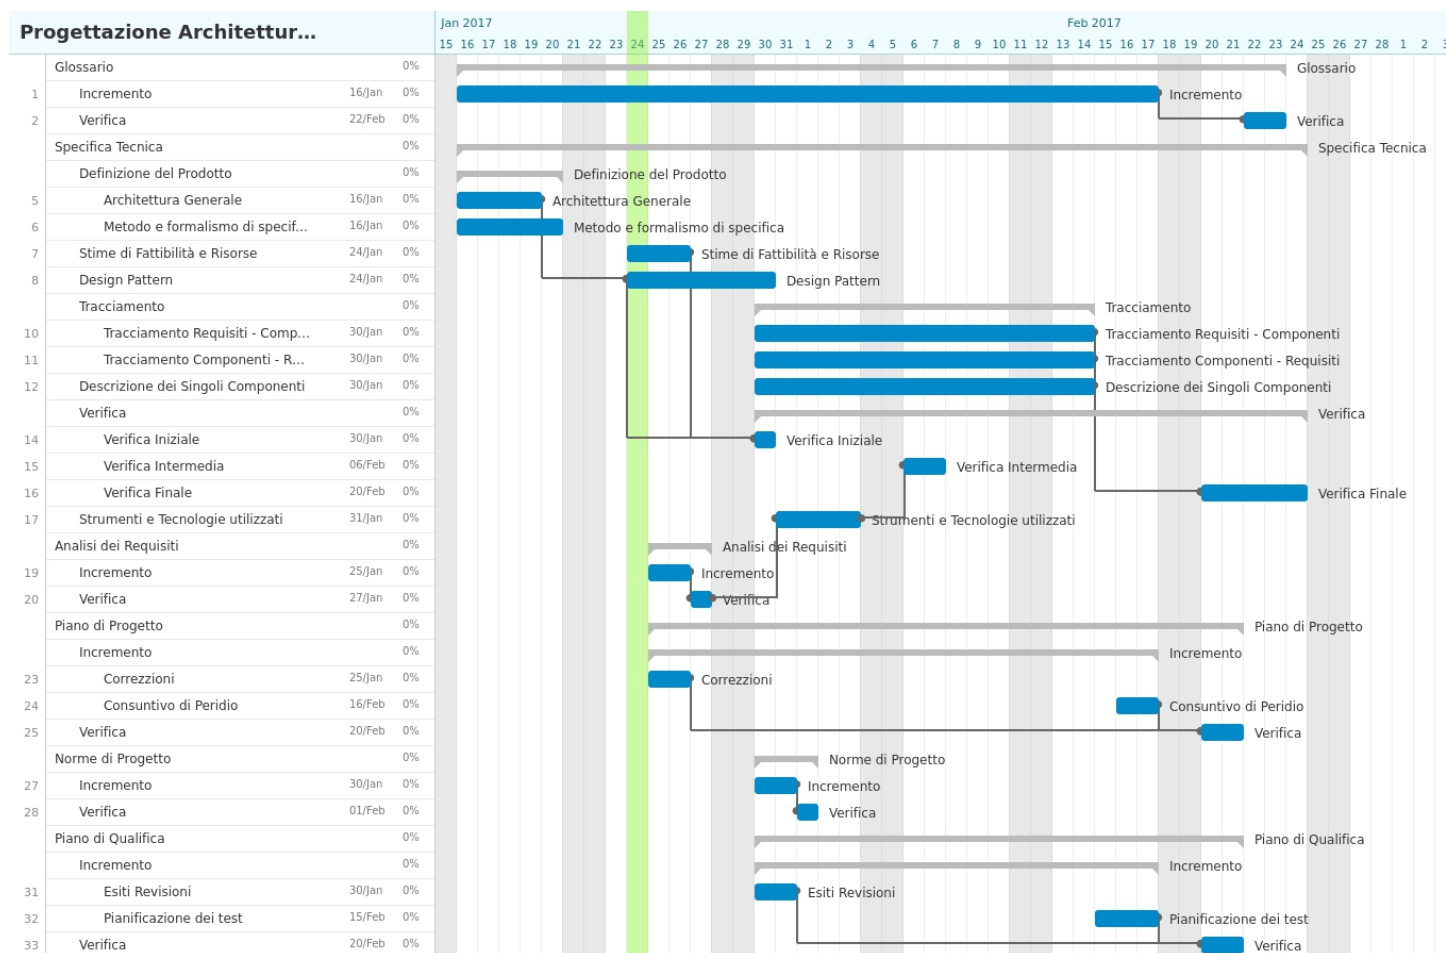 Progettazione Architettur...
Jan 2017 Feb 2017
15 16 17 18 19 20 21 22 23 24 25 26 27 28 29 30 31 1 2 3 4 5 6 7 8 9 10 11 12 13 14 15 16 17 18 19 20 21 22 23 24 25 26 27 28 1 2
Glossario 0% Glossario
1 Incremento 16/Jan 0% Incremento
2 Verifica 22/Feb 0% Verifica
Specifica Tecnica 0% Specifica Tecnica
Definizione del Prodotto 0% Definizione del Prodotto
5 Architettura Generale 16/Jan 0% Architettura Generale
6 Metodo e formalismo di specif... 16/Jan 0% Metodo e formalismo di specifica
7 Stime di Fattibilità e Risorse 24/Jan 0% Stime di Fattibilità e Risorse
8 Design Pattern 24/Jan 0% Design Pattern
Tracciamento 0% Tracciamento
10 Tracciamento Requisiti - Comp... 30/Jan 0% Tracciamento Requisiti - Componenti
11 Tracciamento Componenti - R... 30/Jan 0% Tracciamento Componenti - Requisiti
12 Descrizione dei Singoli Componenti 30/Jan 0% Descrizione dei Singoli Componenti
Verifica 0% Verifica
14 Verifica Iniziale 30/Jan 0% Verifica Iniziale
15 Verifica Intermedia 06/Feb 0% Verifica Intermedia
16 Verifica Finale 20/Feb 0% Verifica Finale
17 Strumenti e Tecnologie utilizzati 31/Jan 0% Strumenti e Tecnologie utilizzati
Analisi dei Requisiti 0% Analisi dei Requisiti
19 Incremento 25/Jan 0% Incremento
20 Verifica 27/Jan 0% Verifica
Piano di Progetto 0% Piano di Progetto
Incremento 0% Incremento
23 Correzzioni 25/Jan 0% Correzzioni
24 Consuntivo di Peridio 16/Feb 0% Consuntivo di Peridio
25 Verifica 20/Feb 0% Verifica
Norme di Progetto 0% Norme di Progetto
27 Incremento 30/Jan 0% Incremento
28 Verifica 01/Feb 0% Verifica
Piano di Qualifica 0% Piano di Qualifica
Incremento 0% Incremento
31 Esiti Revisioni 30/Jan 0% Esiti Revisioni
32 Pianificazione dei test 15/Feb 0% Pianificazione dei test
33 Verifica 20/Feb 0% Verifica